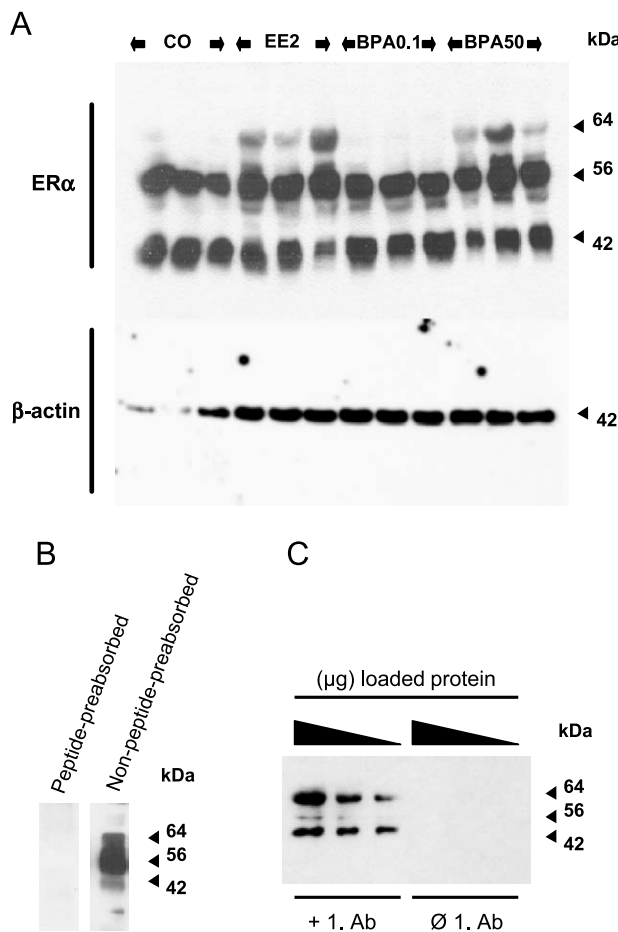 A
CO EE2 BPA0.1 BPA50 kDa
64
ERα
56
42
β-actin
42
B
C
Peptide-preabsorbed
Non-peptide-preabsorbed
kDa
64
56
42
(µg) loaded protein
kDa
64
56
42
+ 1. Ab
Ø 1. Ab